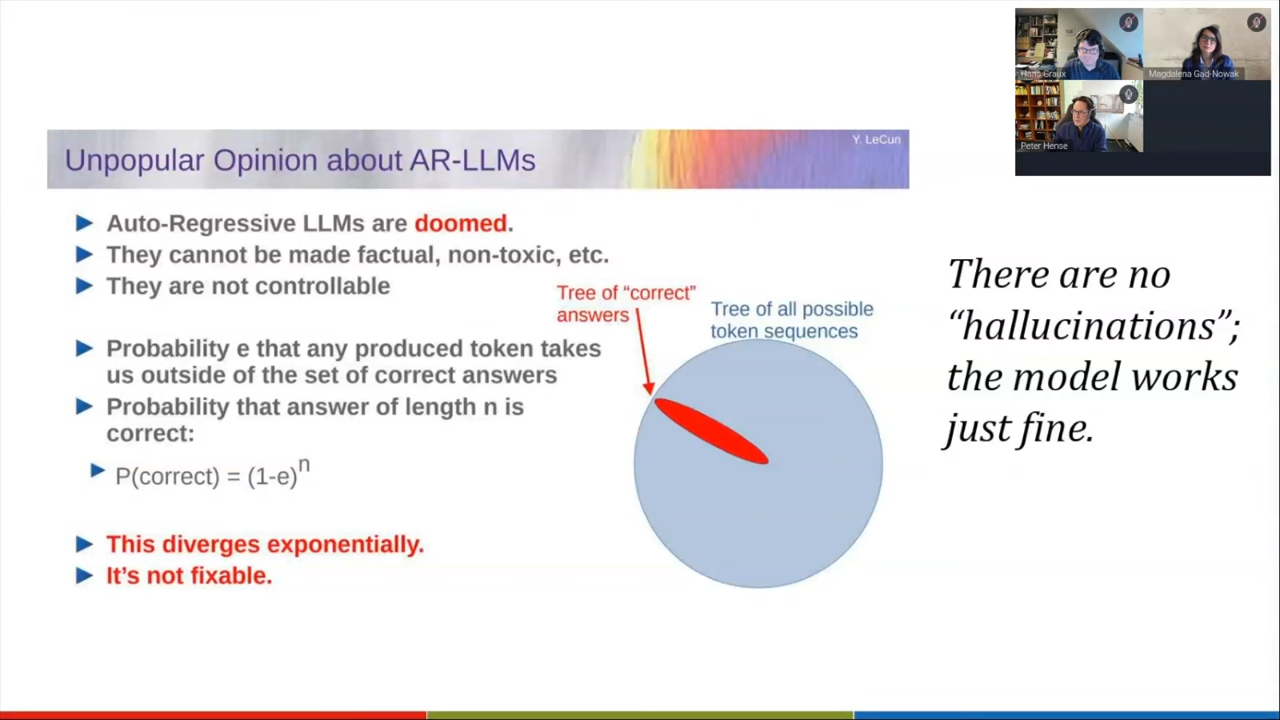 Hans Graux
Magdalena Gad-Nowak
Peter Hense
Y. LeCun
Unpopular Opinion about AR-LLMs
Auto-Regressive LLMs are doomed.
They cannot be made factual, non-toxic, etc.
They are not controllable
Probability e that any produced token takes
us outside of the set of correct answers
Probability that answer of length n is
correct:
P(correct) = (1-e)^n
This diverges exponentially.
It's not fixable.
Tree of “correct”
answers
Tree of all possible
token sequences
There are no
“hallucinations”;
the model works
just fine.